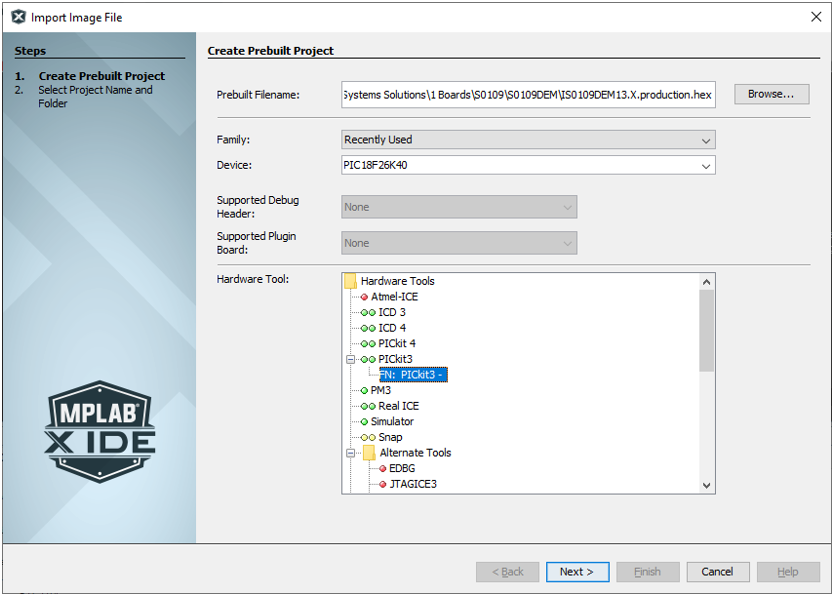 Import Image File
Steps
1. Create Prebuilt Project
2. Select Project Name and
Folder
MPLAB
X IDE
Create Prebuilt Project
Prebuilt Filename: Systems Solutions\1 Boards\S0109\S0109DEM\IS0109DEM13.X.production.hex Browse...
Family: Recently Used
Device: PIC18F26K40
Supported Debug
Header: None
Supported Plugin
Board: None
Hardware Tool: Hardware Tools
Atmel-ICE
ICD 3
ICD 4
PICkit 4
PICkit3
FN: PICkit3 -
PM3
Real ICE
Simulator
Snap
Alternate Tools
EDBG
JTAGICE3
< Back Next > Finish Cancel Help